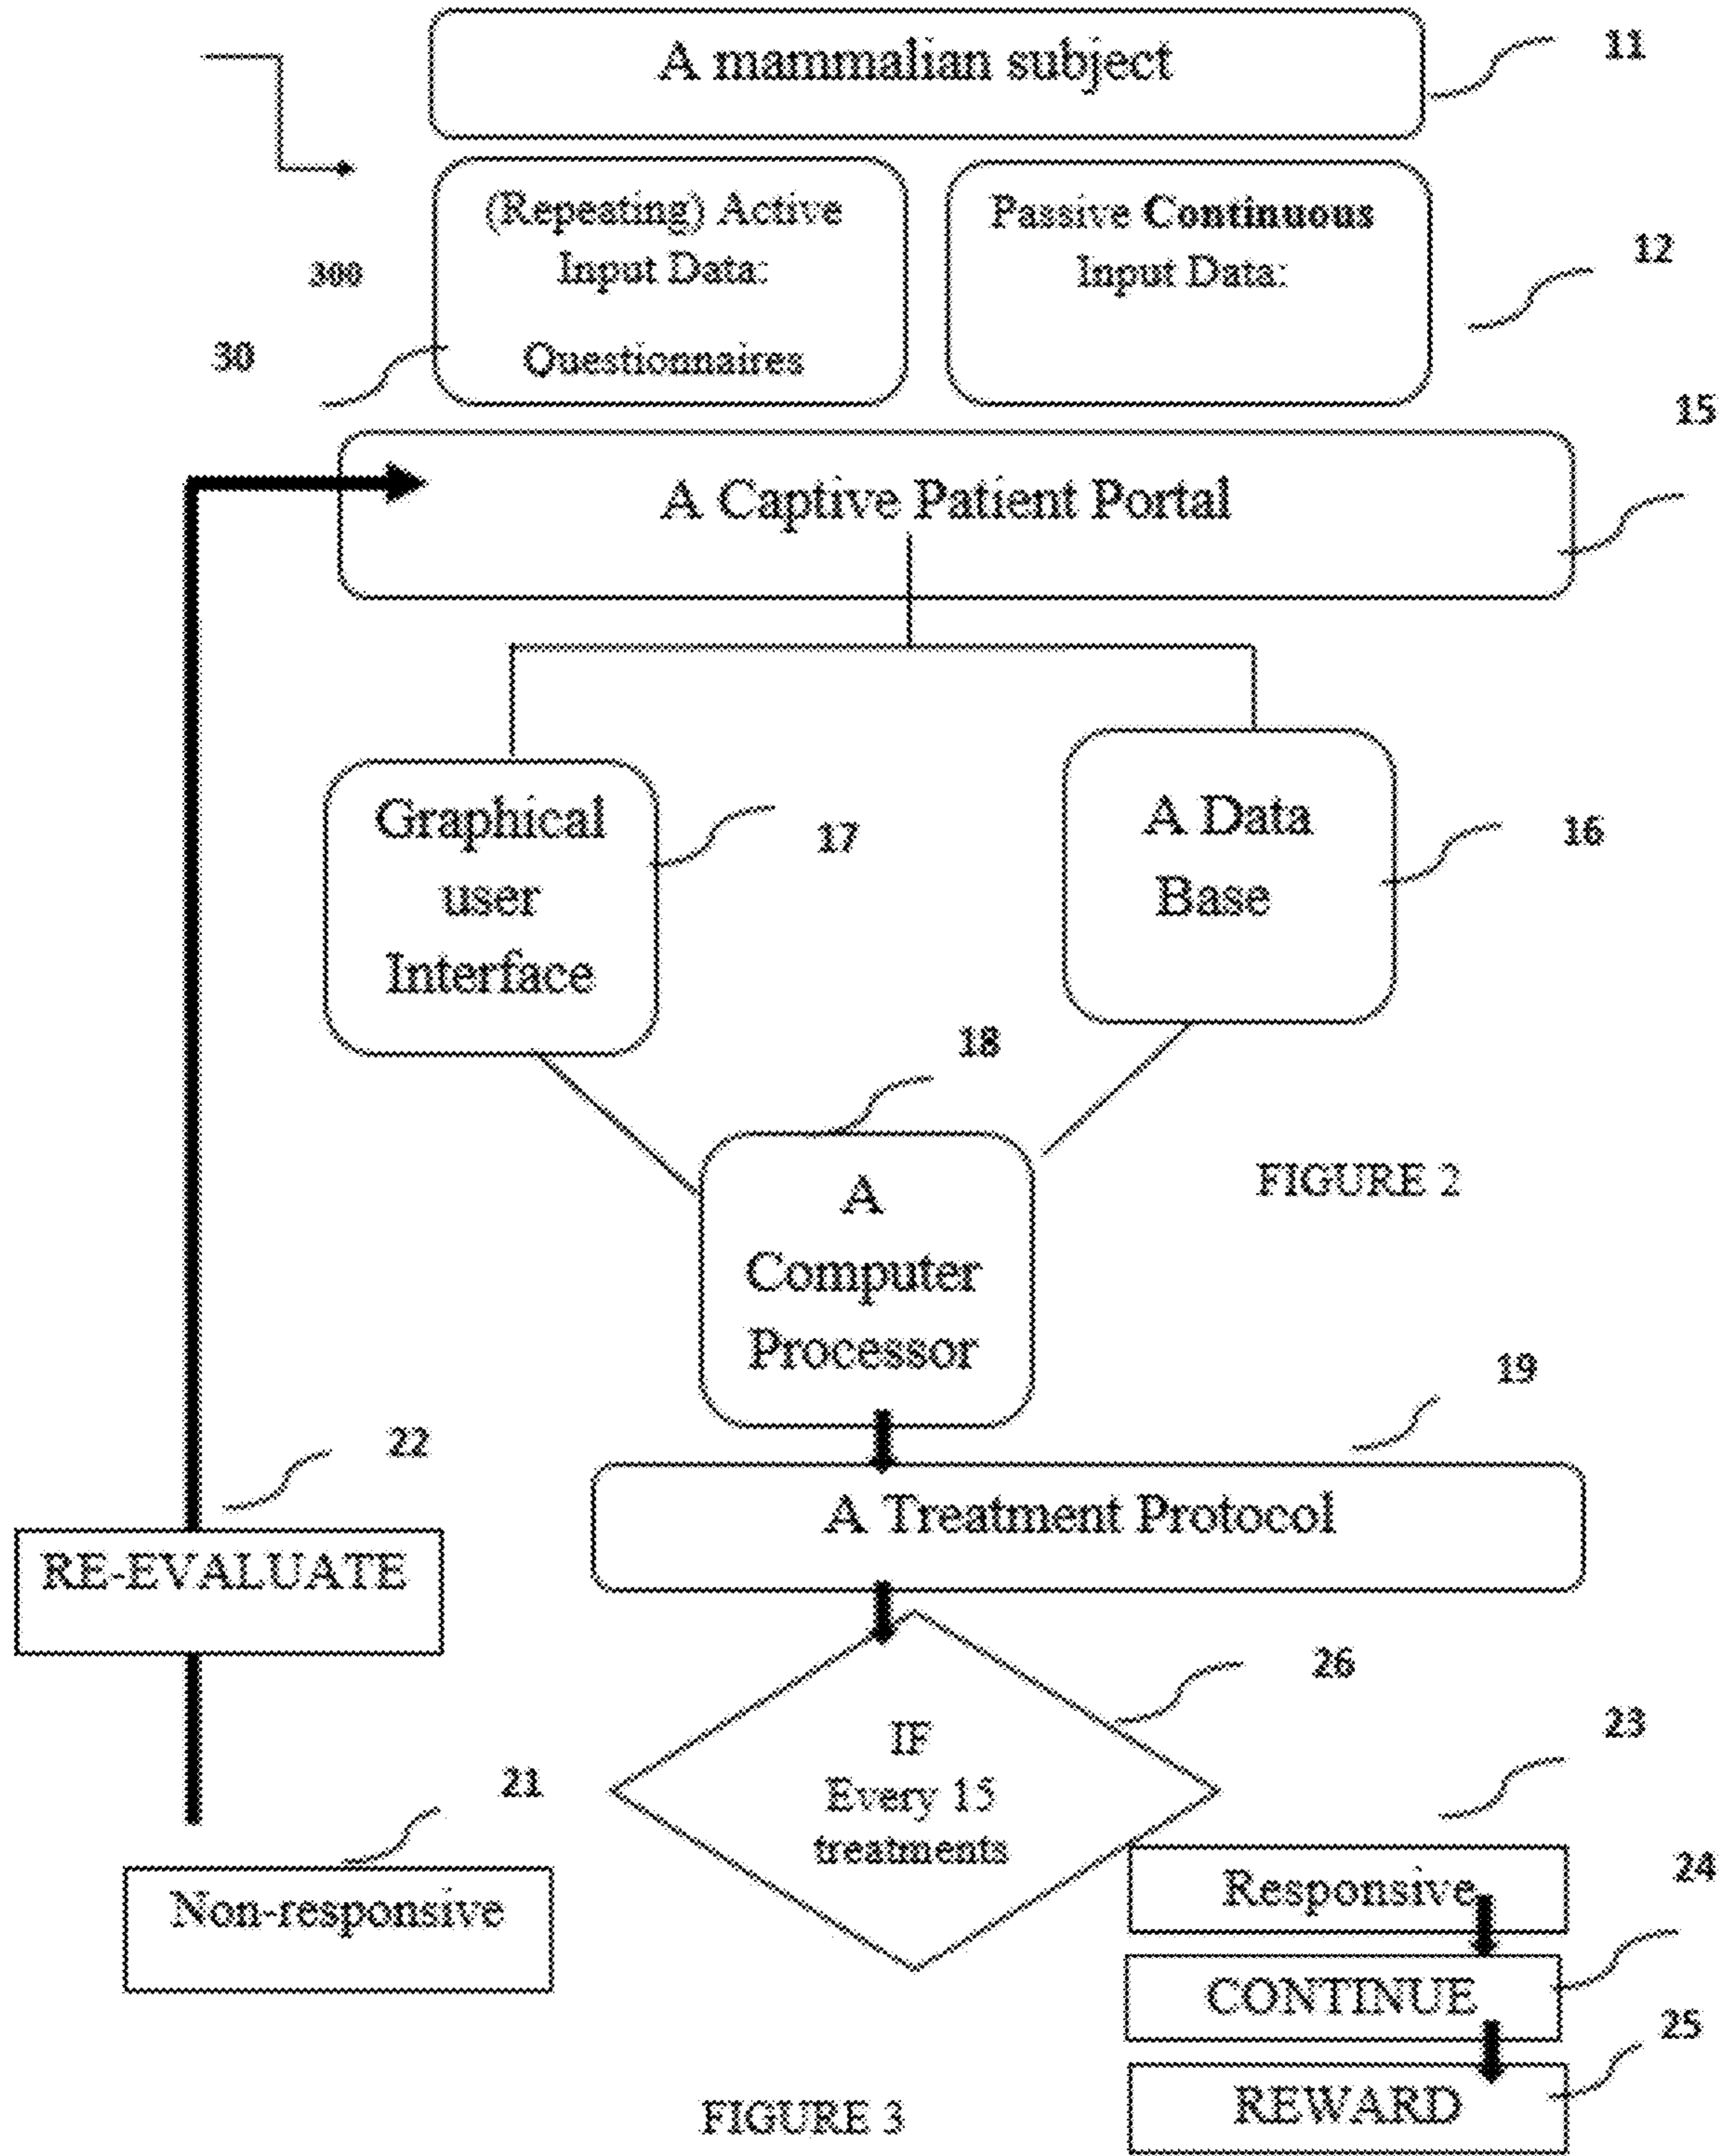 A mammalian subject
11
(Repeating) Active
Input Data:
Questionnaires
Passive Continuous
Input Data:
12
300
30
15
A Captive Patient Portal
Graphical
user
Interface
17
A Data
Base
16
18
A
Computer
Processor
FIGURE 2
19
22
A Treatment Protocol
RE-EVALUATE
26
IF
Every 15
treatments
23
21
Non-responsive
Responsive
24
CONTINUE
25
REWARD
FIGURE 3